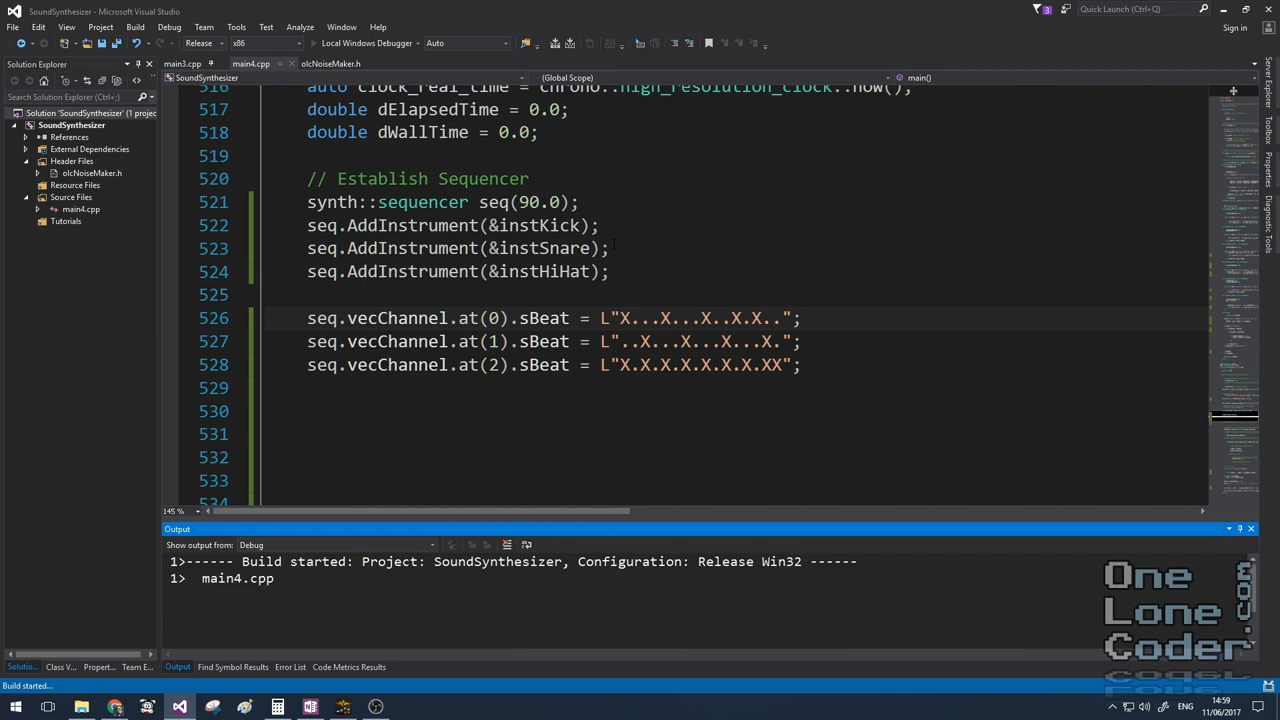 SoundSynthesizer - Microsoft Visual Studio
3
Quick Launch (Ctrl+Q)
File Edit View Project Build Debug Team Tools Test Analyze Window Help
Sign in
Release x86 Local Windows Debugger Auto
Solution Explorer
main3.cpp main4.cpp olcNoiseMaker.h
SoundSynthesizer (Global Scope) main()
Search Solution Explorer (Ctrl+;)
Solution 'SoundSynthesizer' (1 projec
SoundSynthesizer
References
External Dependencies
Header Files
olcNoiseMaker.h
Resource Files
Source Files
main4.cpp
Tutorials
516 auto clock_real_time = chrono::high_resolution_clock::now();
517 double dElapsedTime = 0.0;
518 double dWallTime = 0.0;
519
520 // Establish Sequencer
521 synth::sequencer seq(90.0);
522 seq.AddInstrument(&instKick);
523 seq.AddInstrument(&instSnare);
524 seq.AddInstrument(&instHiHat);
525
526 seq.vecChannel.at(0).sBeat = L"X...X...X..X.X..";
527 seq.vecChannel.at(1).sBeat = L"..X...X...X...X.";
528 seq.vecChannel.at(2).sBeat = L"X.X.X.X.X.X.X.XX";
529
530
531
532
533
534
145 %
Output
Show output from: Debug
1>------ Build started: Project: SoundSynthesizer, Configuration: Release Win32 ------
1> main4.cpp
Solutio... Class V... Propert... Team E...
Output Find Symbol Results Error List Code Metrics Results
Build started...
Server Explorer
Toolbox
Properties
One
Lone
Coder
.com
ENG
14:59
11/06/2017